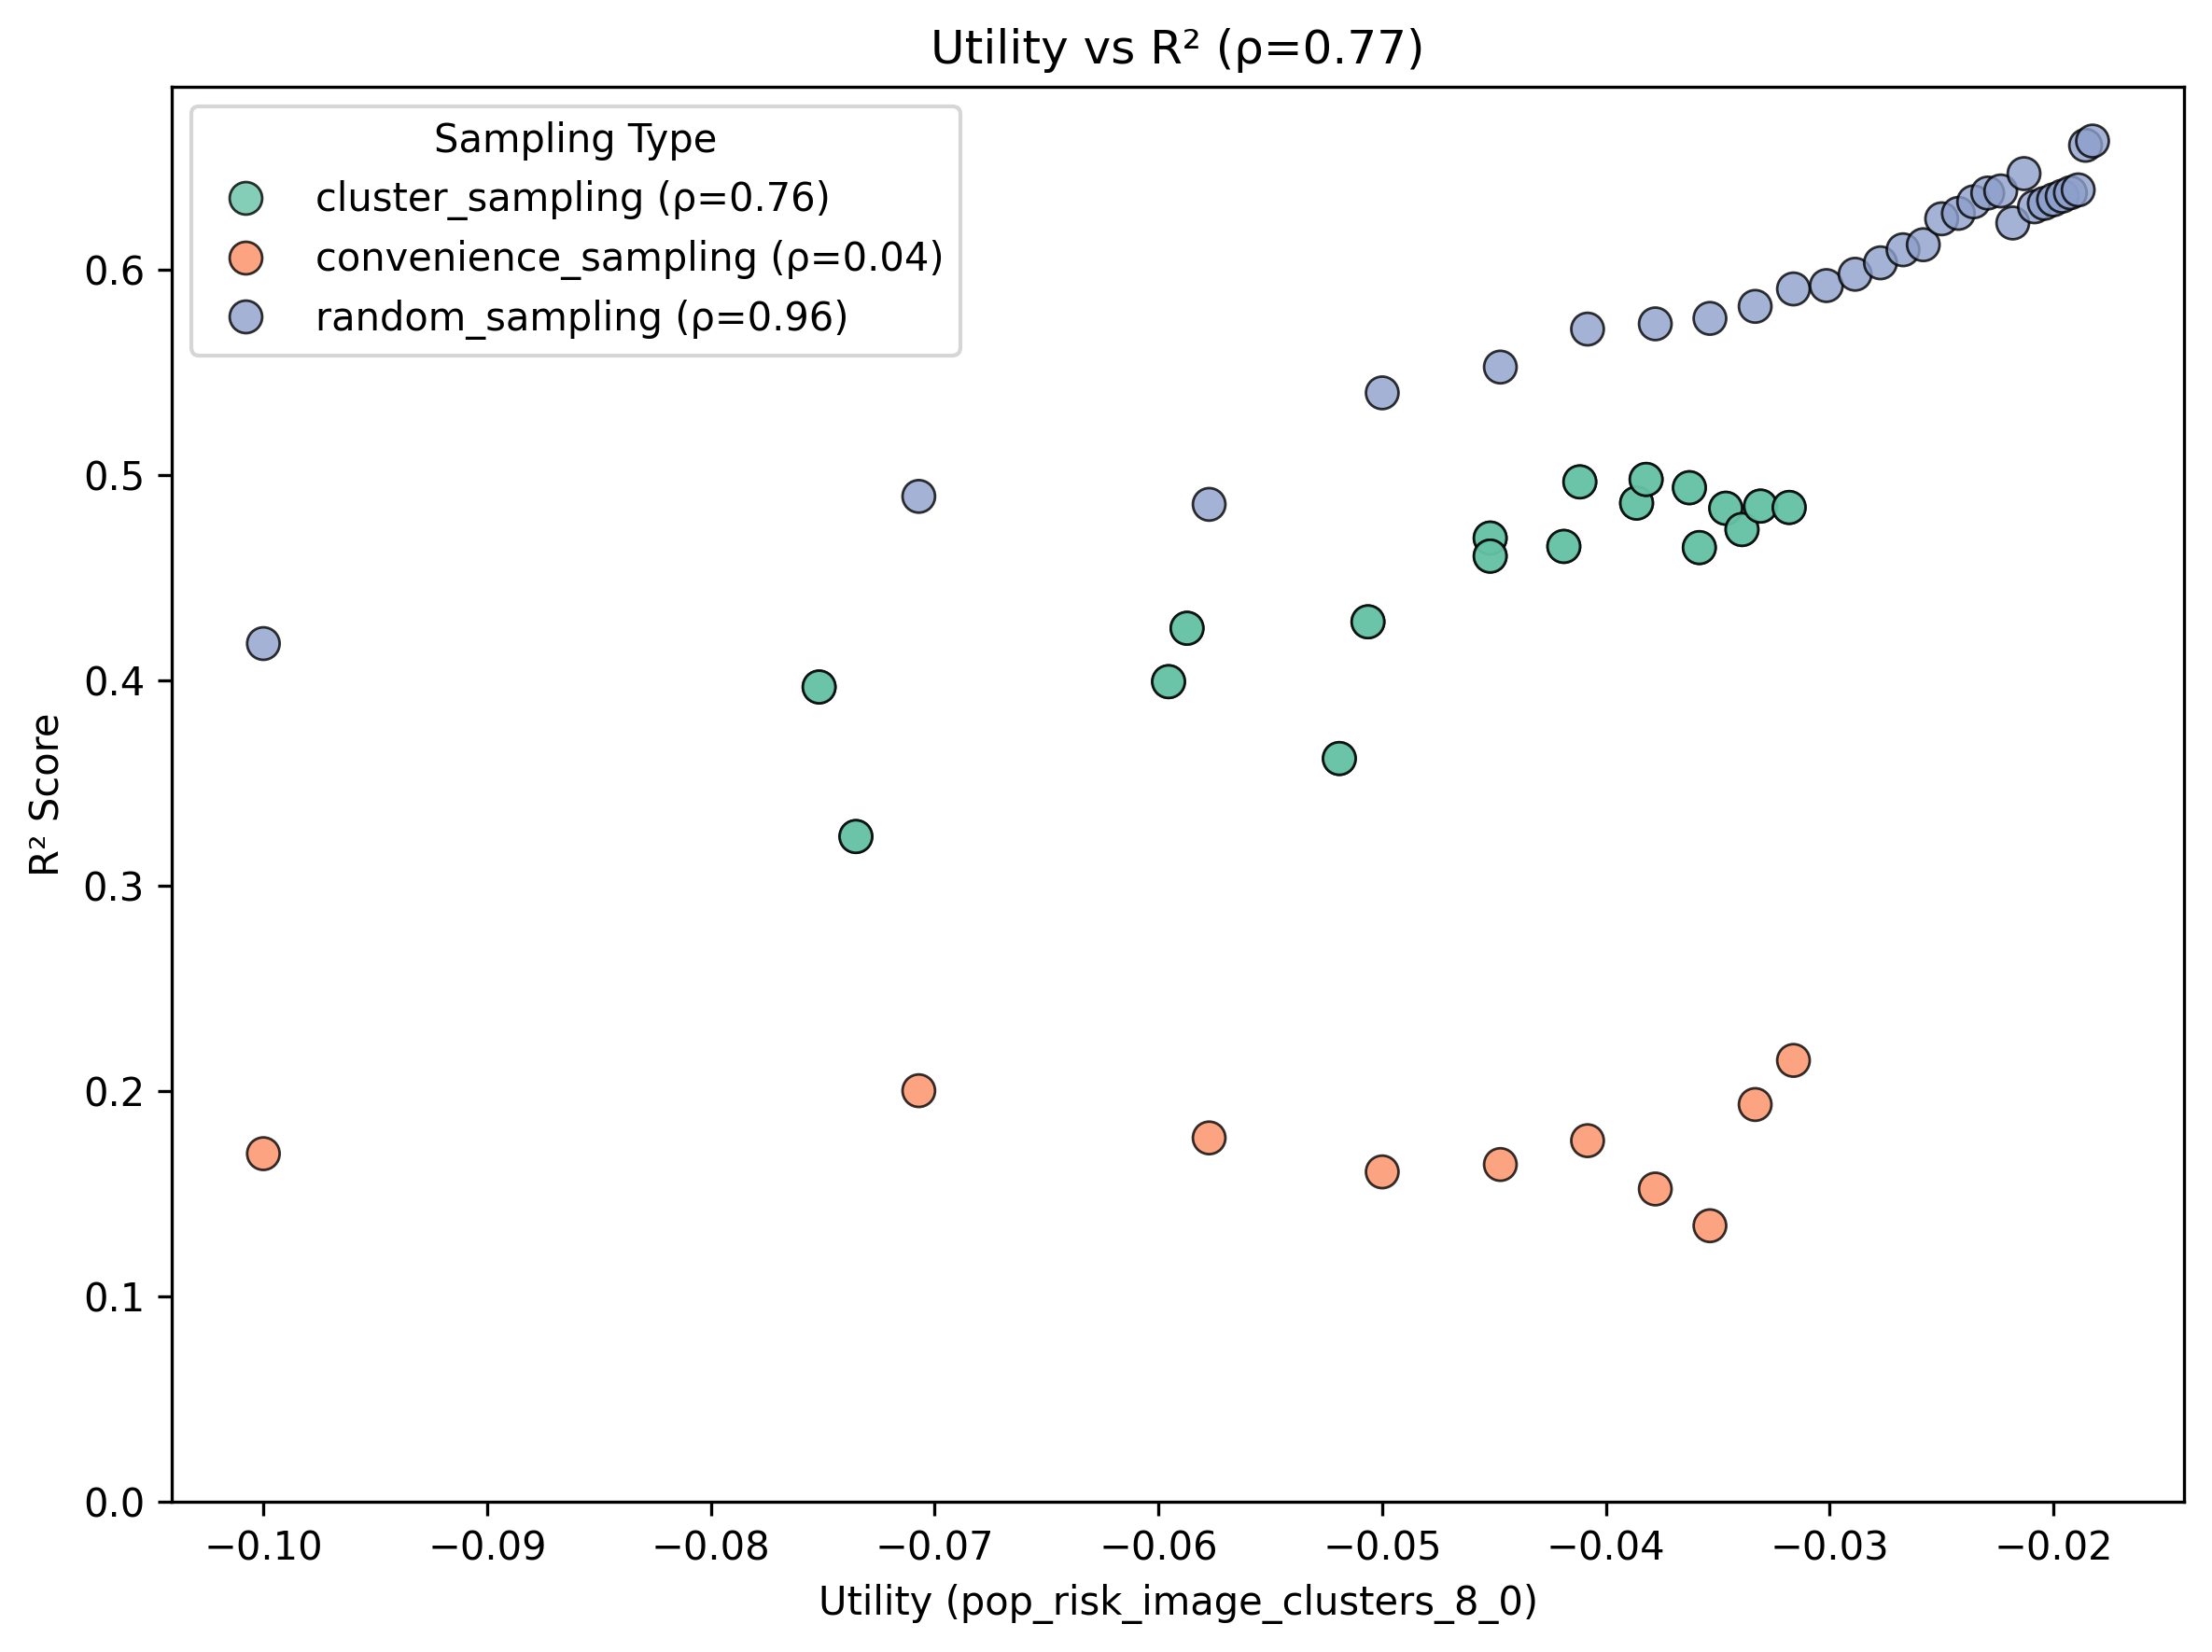 Utility vs R² (ρ=0.77)
Sampling Type
cluster_sampling (ρ=0.76)
convenience_sampling (ρ=0.04)
random_sampling (ρ=0.96)
R² Score
0.6
0.5
0.4
0.3
0.2
0.1
0.0
−0.10 −0.09 −0.08 −0.07 −0.06 −0.05 −0.04 −0.03 −0.02
Utility (pop_risk_image_clusters_8_0)